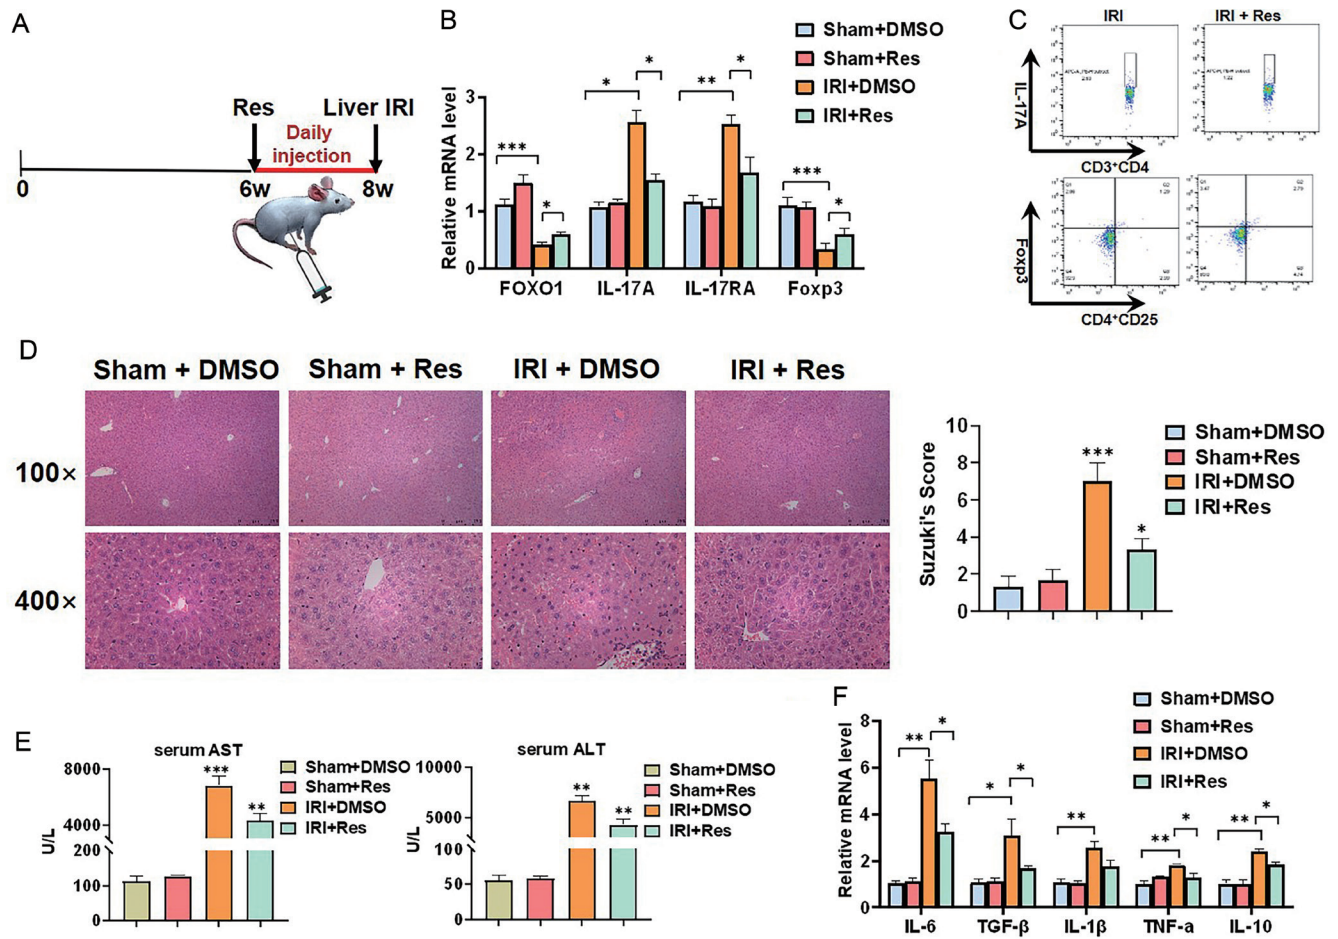 A
Res
Liver IRI
Daily
injection
0
6w
8w
B
Sham+DMSO
Sham+Res
IRI+DMSO
IRI+Res
Relative mRNA level
3
2
1
0
***
*
*
*
**
*
***
*
FOXO1
IL-17A
IL-17RA
Foxp3
C
IRI
IRI + Res
IL-17A
CD3⁺CD4
Foxp3
CD4⁺CD25
D
Sham + DMSO
Sham + Res
IRI + DMSO
IRI + Res
100×
400×
Suzuki's Score
10
8
6
4
2
0
***
*
Sham+DMSO
Sham+Res
IRI+DMSO
IRI+Res
E
serum AST
U/L
8000
4000
200
100
0
***
**
Sham+DMSO
Sham+Res
IRI+DMSO
IRI+Res
serum ALT
U/L
10000
5000
100
50
0
**
**
Sham+DMSO
Sham+Res
IRI+DMSO
IRI+Res
F
Sham+DMSO
Sham+Res
IRI+DMSO
IRI+Res
Relative mRNA level
8
6
4
2
0
**
*
*
*
**
**
*
**
*
IL-6
TGF-β
IL-1β
TNF-a
IL-10